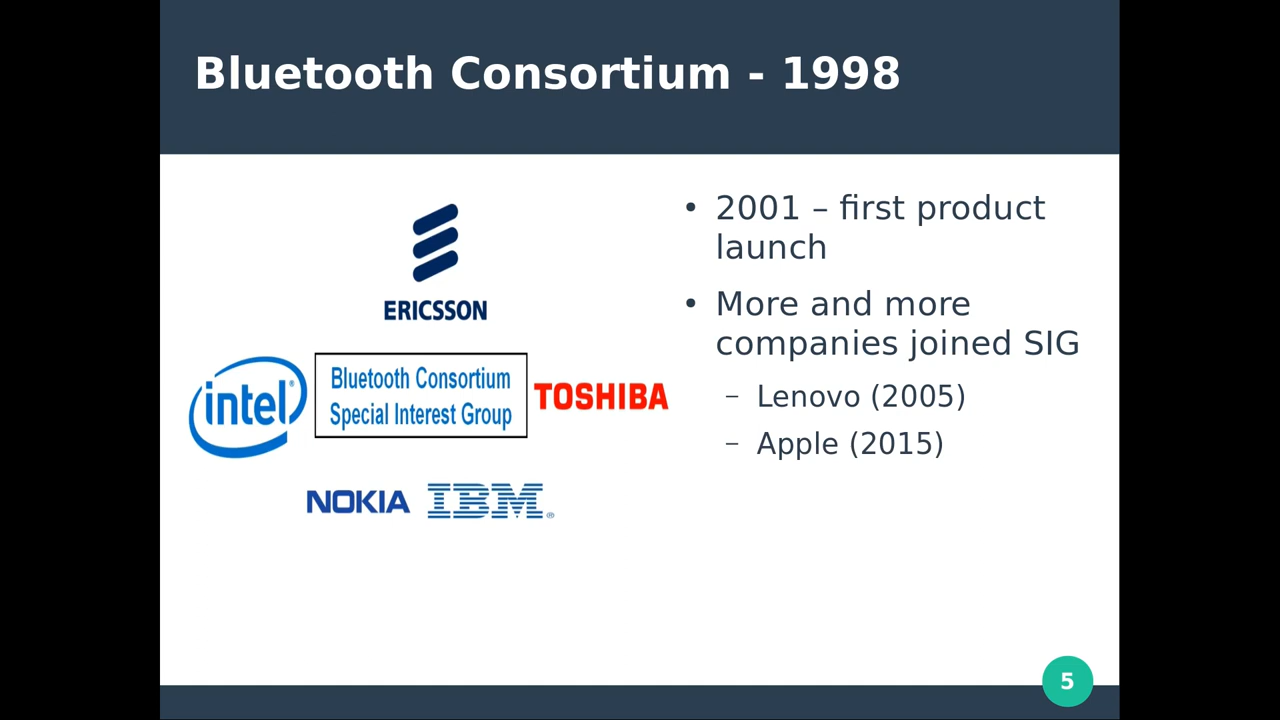 Bluetooth Consortium - 1998
ERICSSON
intel®
Bluetooth Consortium
Special Interest Group
TOSHIBA
NOKIA
IBM®
• 2001 – first product
launch
• More and more
companies joined SIG
– Lenovo (2005)
– Apple (2015)
5